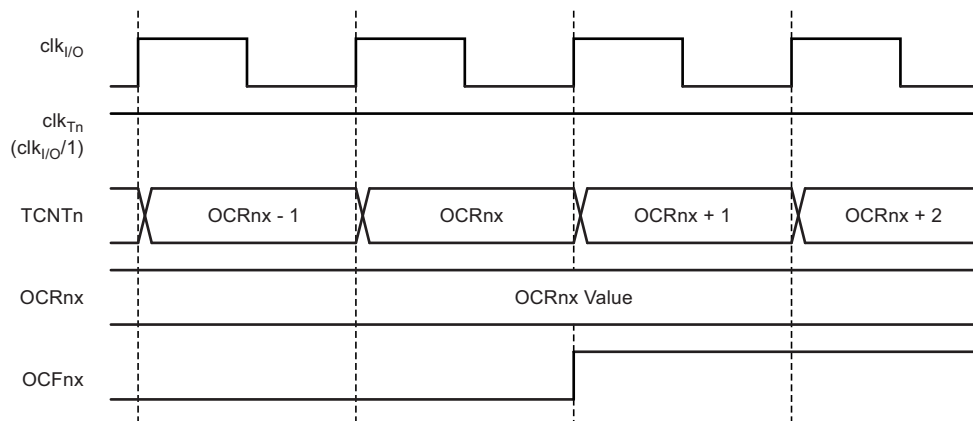 clkI/O
clkTn
(clkI/O/1)
TCNTn OCRnx - 1 OCRnx OCRnx + 1 OCRnx + 2
OCRnx OCRnx Value
OCFnx